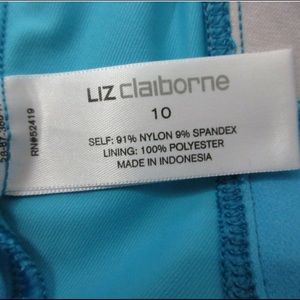 LIZ claiborne
10
SELF: 91% NYLON 9% SPANDEX
LINING: 100% POLYESTER
MADE IN INDONESIA
RN#52419